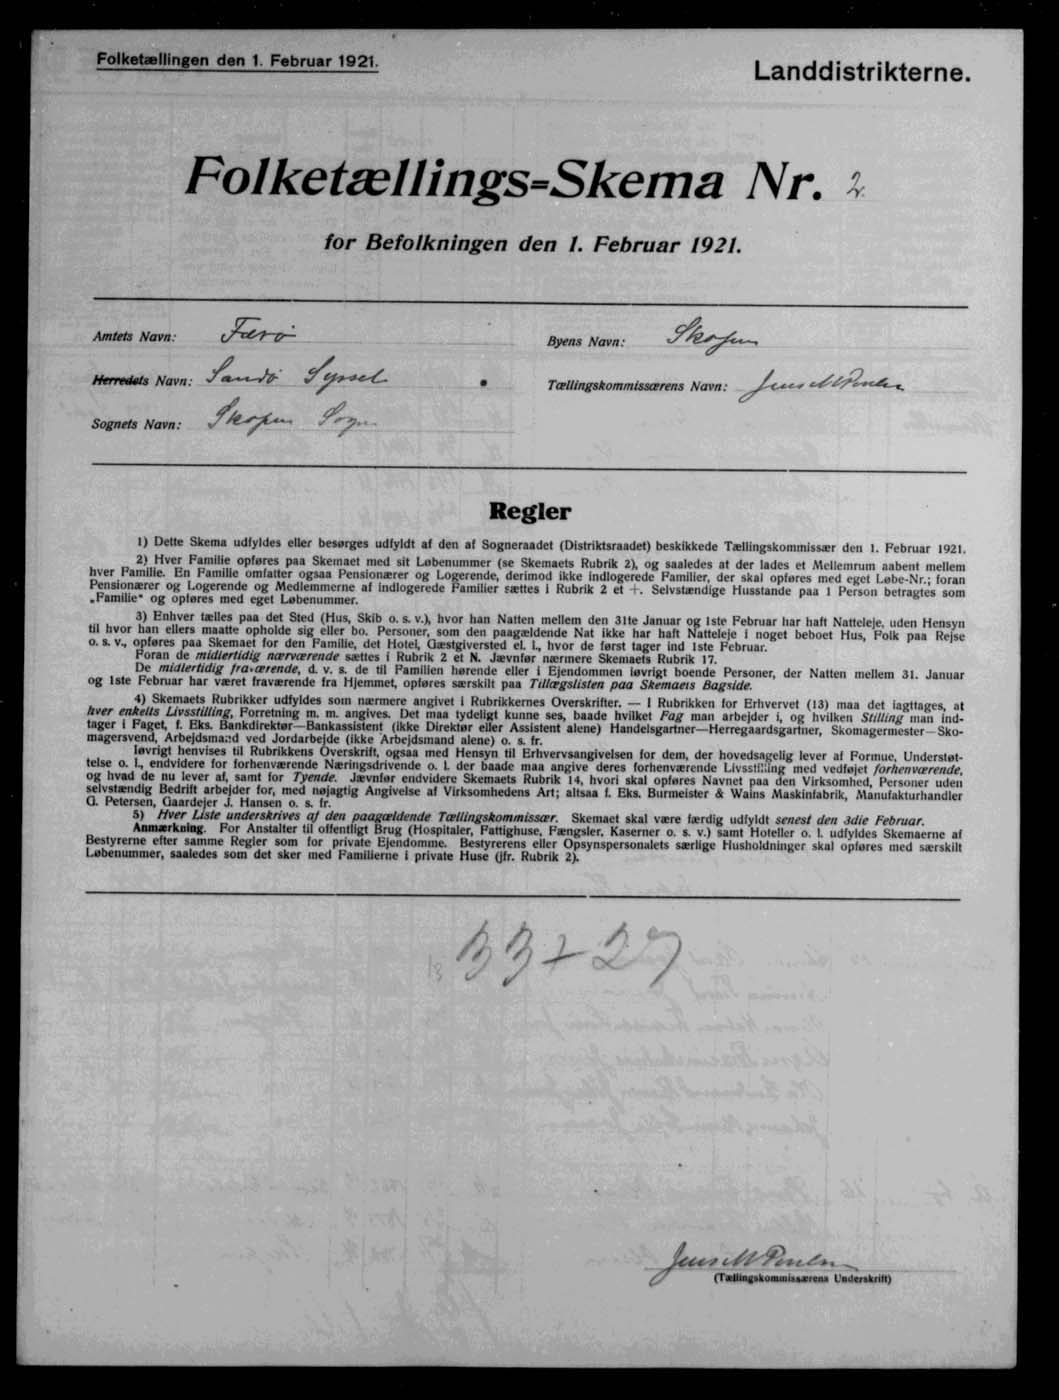 Folketællingen den 1. Februar 1921.
Landdistrikterne.
Folketællings=Skema Nr. 2.
for Befolkningen den 1. Februar 1921.
Amtets Navn: Færö
Byens Navn: Skopun
Herredets Navn: Sandö Syssel
Tællingskommissærens Navn: Jens M Poulsen
Sognets Navn: Skopun Sogn
Regler
1) Dette Skema udfyldes eller besørges udfyldt af den af Sogneraadet (Distriktsraadet) beskikkede Tællingskommissær den 1. Februar 1921.
2) Hver Familie opføres paa Skemaet med sit Løbenummer (se Skemaets Rubrik 2), og saaledes at der lades et Mellemrum aabent mellem
hver Familie. En Familie omfatter ogsaa Pensionærer og Logerende, derimod ikke indlogerede Familier, der skal opføres med eget Løbe-Nr.; foran
Pensionærer og Logerende og Medlemmerne af indlogerede Familier sættes i Rubrik 2 et +. Selvstændige Husstande paa 1 Person betragtes som
„Familie“ og opføres med eget Løbenummer.
3) Enhver tælles paa det Sted (Hus, Skib o. s. v.), hvor han Natten mellem den 31te Januar og 1ste Februar har haft Natteleje, uden Hensyn
til hvor han ellers maatte opholde sig eller bo. Personer, som den paagældende Nat ikke har haft Natteleje i noget beboet Hus, Folk paa Rejse
o. s. v., opføres paa Skemaet for den Familie, det Hotel, Gæstgiversted el. l., hvor de først tager ind 1ste Februar.
Foran de midlertidig nærværende sættes i Rubrik 2 et N. Jævnfør nærmere Skemaets Rubrik 17.
De midlertidig fraværende, d. v. s. de til Familien hørende eller i Ejendommen iøvrigt boende Personer, der Natten mellem 31. Januar
og 1ste Februar har været fraværende fra Hjemmet, opføres særskilt paa Tillægslisten paa Skemaets Bagside.
4) Skemaets Rubrikker udfyldes som nærmere angivet i Rubrikkernes Overskrifter. — I Rubrikken for Erhvervet (13) maa det iagttages, at
hver enkelts Livsstilling, Forretning m. m. angives. Det maa tydeligt kunne ses, baade hvilket Fag man arbejder i, og hvilken Stilling man ind-
tager i Faget, f. Eks. Bankdirektør—Bankassistent (ikke Direktør eller Assistent alene) Handelsgartner—Herregaardsgartner, Skomagermester—Sko-
magersvend, Arbejdsmand ved Jordarbejde (ikke Arbejdsmand alene) o. s. fr.
Iøvrigt henvises til Rubrikkens Overskrift, ogsaa med Hensyn til Erhvervsangivelsen for dem, der hovedsagelig lever af Formue, Understøt-
telse o. l., endvidere for forhenværende Næringsdrivende o. l. der baade maa angive deres forhenværende Livsstilling med vedføjet forhenværende,
og hvad de nu lever af, samt for Tyende. Jævnfør endvidere Skemaets Rubrik 14, hvori skal opføres Navnet paa den Virksomhed, Personer uden
selvstændig Bedrift arbejder for, med nøjagtig Angivelse af Virksomhedens Art; altsaa f. Eks. Burmeister & Wains Maskinfabrik, Manufakturhandler
G. Petersen, Gaardejer J. Hansen o. s. fr.
5) Hver Liste underskrives af den paagældende Tællingskommissær. Skemaet skal være færdig udfyldt senest den 3die Februar.
Anmærkning. For Anstalter til offentligt Brug (Hospitaler, Fattighuse, Fængsler, Kaserner o. s. v.) samt Hoteller o. l. udfyldes Skemaerne af
Bestyrerne efter samme Regler som for private Ejendomme. Bestyrerens eller Opsynspersonalets særlige Husholdninger skal opføres med særskilt
Løbenummer, saaledes som det sker med Familierne i private Huse (jfr. Rubrik 2).
33+27
Jens M Poulsen
(Tællingskommissærens Underskrift)